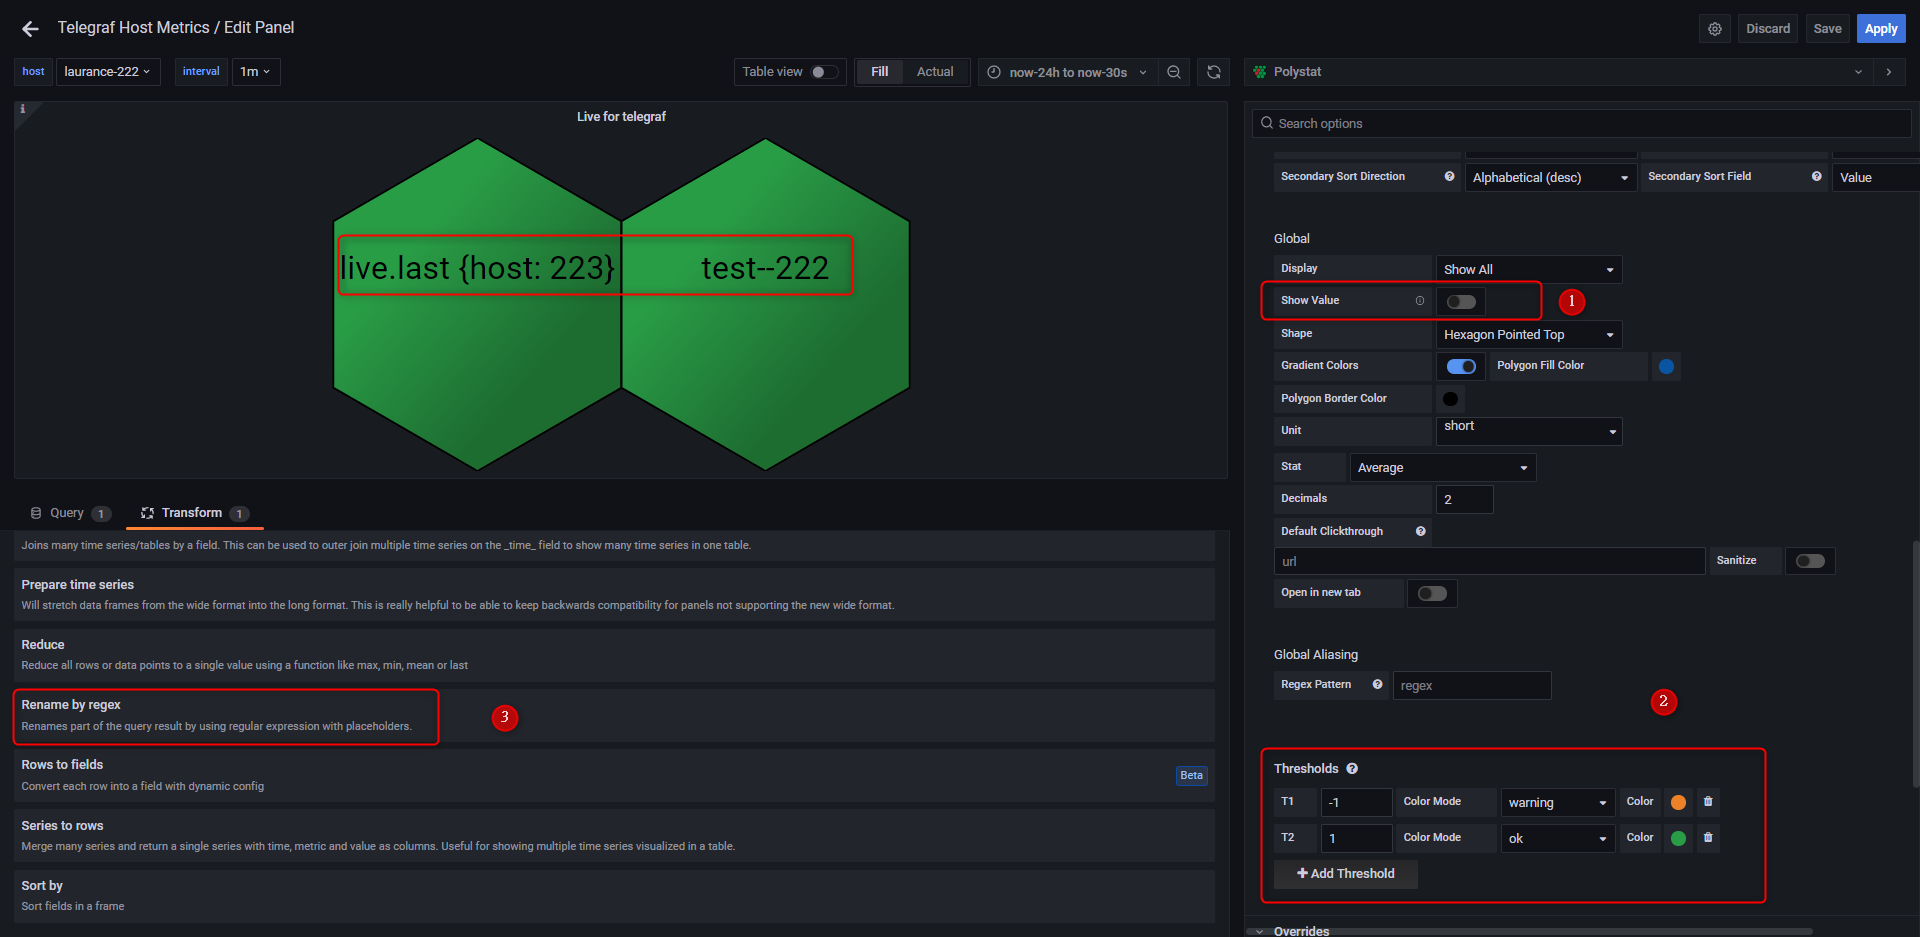 Telegraf Host Metrics / Edit Panel
Discard
Save
Apply
host
laurance-222
interval
1m
Table view
Fill
Actual
now-24h to now-30s
Polystat
i
Live for telegraf
live.last {host: 223}
test--222
Search options
Secondary Sort Direction
Alphabetical (desc)
Secondary Sort Field
Value
Global
Display
Show All
Show Value
1
Shape
Hexagon Pointed Top
Gradient Colors
Polygon Fill Color
Polygon Border Color
Unit
short
Stat
Average
Decimals
2
Default Clickthrough
url
Sanitize
Open in new tab
Global Aliasing
Regex Pattern
regex
2
Thresholds
T1
-1
Color Mode
warning
Color
T2
1
Color Mode
ok
Color
+ Add Threshold
Overrides
Query 1
Transform 1
Joins many time series/tables by a field. This can be used to outer join multiple time series on the _time_ field to show many time series in one table.
Prepare time series
Will stretch data frames from the wide format into the long format. This is really helpful to be able to keep backwards compatibility for panels not supporting the new wide format.
Reduce
Reduce all rows or data points to a single value using a function like max, min, mean or last
Rename by regex
Renames part of the query result by using regular expression with placeholders.
3
Rows to fields
Convert each row into a field with dynamic config
Beta
Series to rows
Merge many series and return a single series with time, metric and value as columns. Useful for showing multiple time series visualized in a table.
Sort by
Sort fields in a frame